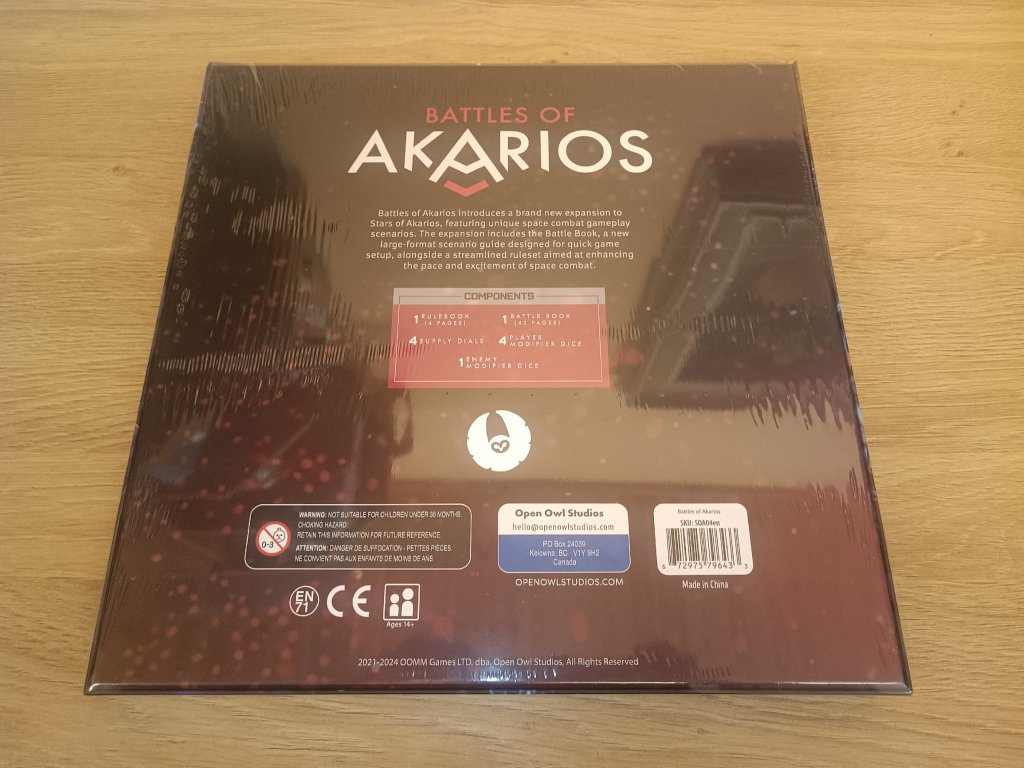 BATTLES OF
AKARIOS
Battles of Akarios introduces a brand new expansion to
Stars of Akarios, featuring unique space combat gameplay
scenarios. The expansion includes the Battle Book, a new
large-format scenario guide designed for quick game
setup, alongside a streamlined ruleset aimed at enhancing
the pace and excitement of space combat.
COMPONENTS
1 RULEBOOK (4 PAGES)
1 BATTLE BOOK (42 PAGES)
4 SUPPLY DIALS
4 PLAYER MODIFIER DICE
1 ENEMY MODIFIER DICE
0-3
WARNING: NOT SUITABLE FOR CHILDREN UNDER 36 MONTHS.
CHOKING HAZARD.
RETAIN THIS INFORMATION FOR FUTURE REFERENCE.
ATTENTION: DANGER DE SUFFOCATION - PETITES PIÈCES.
NE CONVIENT PAS AUX ENFANTS DE MOINS DE ANS
EN
71
CE
Ages 14+
Open Owl Studios
hello@openowlstudios.com
PO Box 24039
Kelowna, BC V1Y 9H2
Canada
OPENOWLSTUDIOS.COM
Battles of Akarios
SKU: SOA04en
6 72975 79643 3
Made in China
2021-2024 OOMM Games LTD. dba. Open Owl Studios, All Rights Reserved